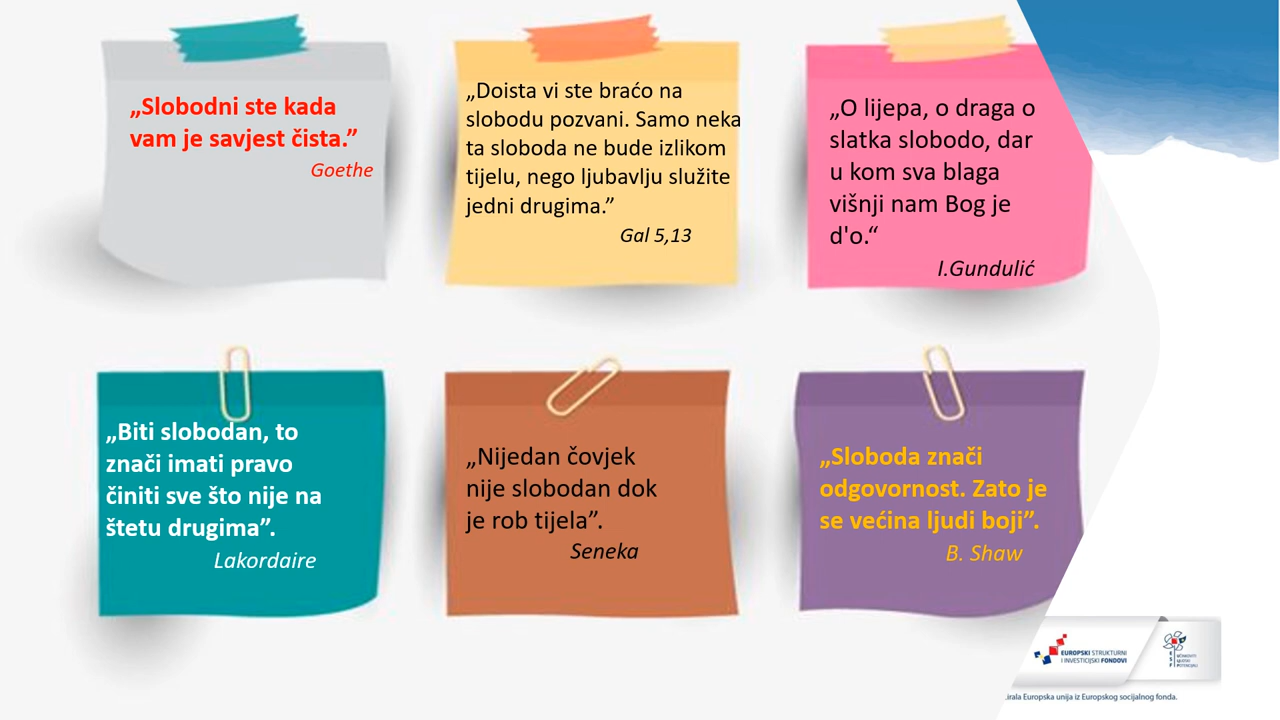 „Slobodni ste kada
vam je savjest čista.”
Goethe
„Doista vi ste braćo na
slobodu pozvani. Samo neka
ta sloboda ne bude izlikom
tijelu, nego ljubavlju služite
jedni drugima.”
Gal 5,13
„O lijepa, o draga o
slatka slobodo, dar
u kom sva blaga
višnji nam Bog je
d'o.“
I.Gundulić
„Biti slobodan, to
znači imati pravo
činiti sve što nije na
štetu drugima”.
Lakordaire
„Nijedan čovjek
nije slobodan dok
je rob tijela”.
Seneka
„Sloboda znači
odgovornost. Zato je
se većina ljudi boji”.
B. Shaw
EUROPSKI STRUKTURNI
I INVESTICIJSKI FONDOVI
ESF
UČINKOVITI
LJUDSKI
POTENCIJALI
Europska unija iz Europskog socijalnog fonda.